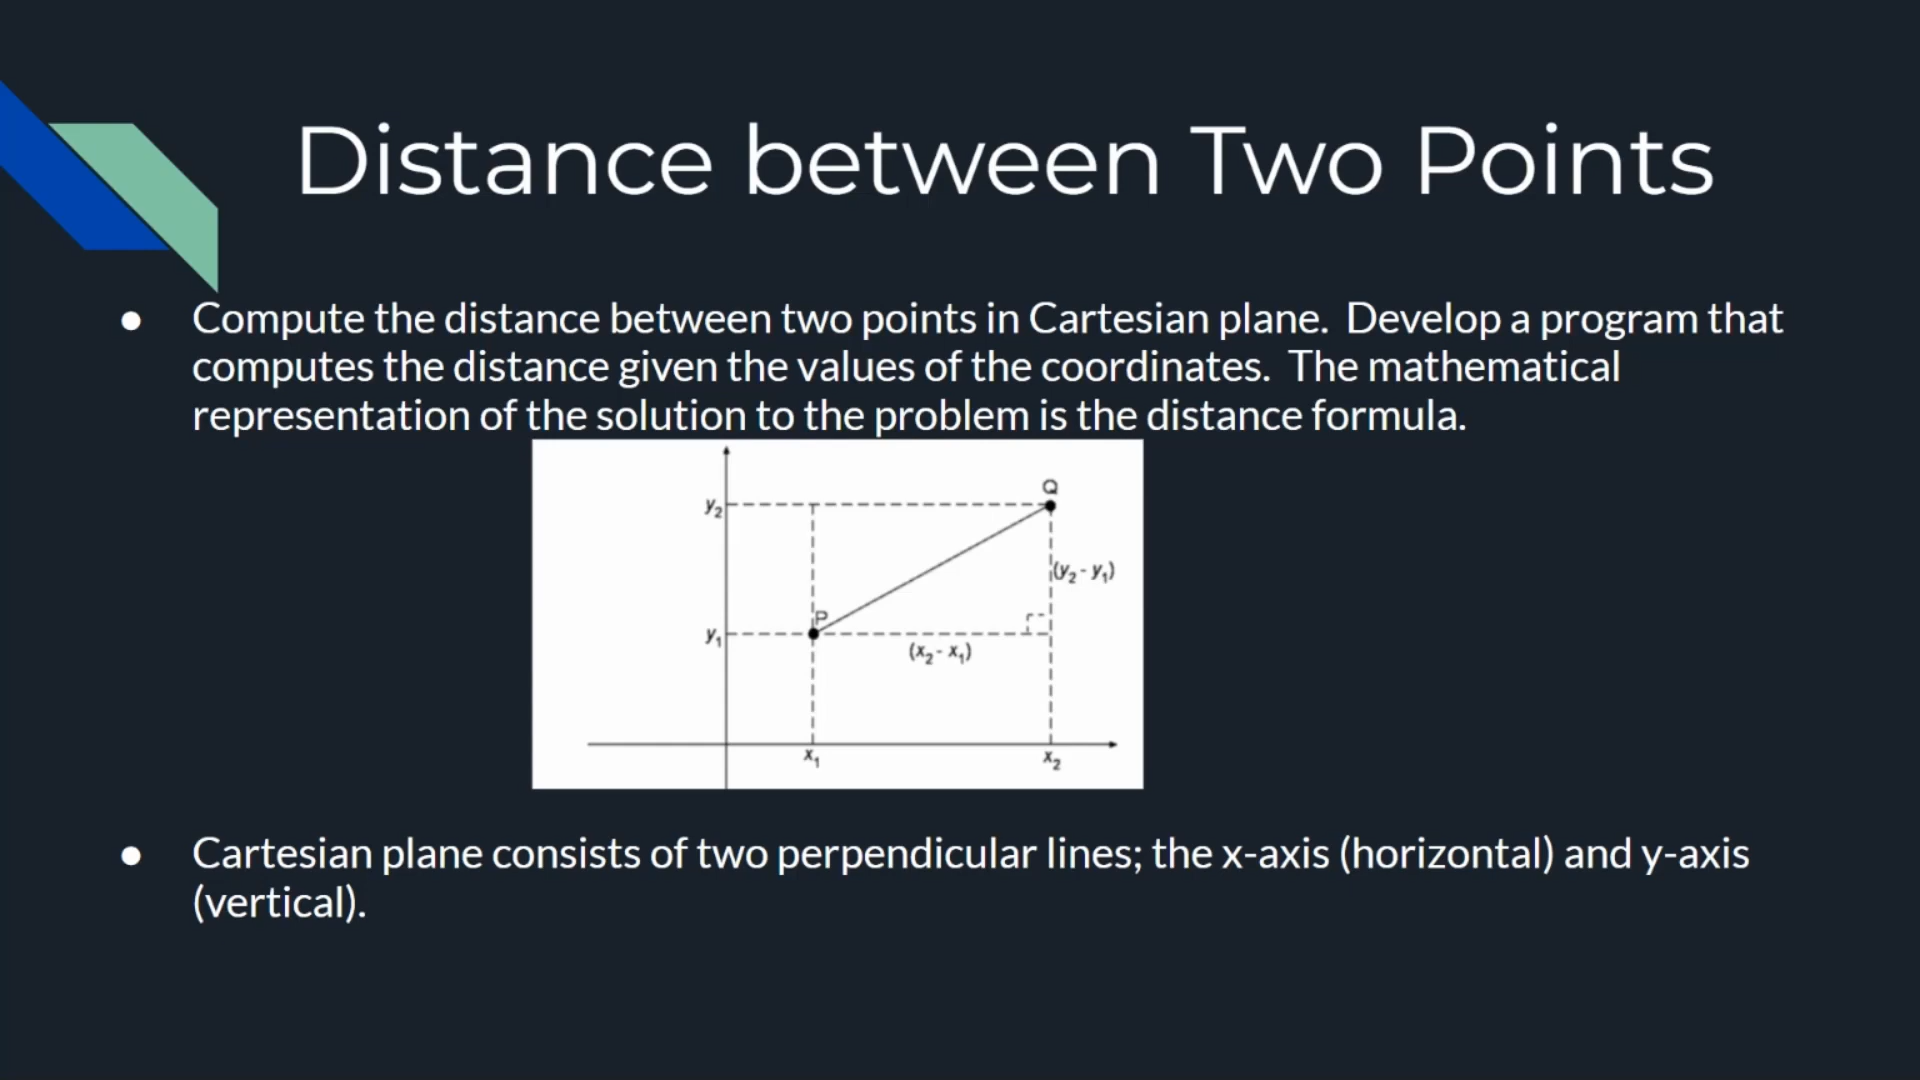 Distance between Two Points
● Compute the distance between two points in Cartesian plane.  Develop a program that
computes the distance given the values of the coordinates.  The mathematical
representation of the solution to the problem is the distance formula.
Q
y₂
(y₂ - y₁)
P
y₁
(x₂ - x₁)
x₁
x₂
● Cartesian plane consists of two perpendicular lines; the x-axis (horizontal) and y-axis
(vertical).